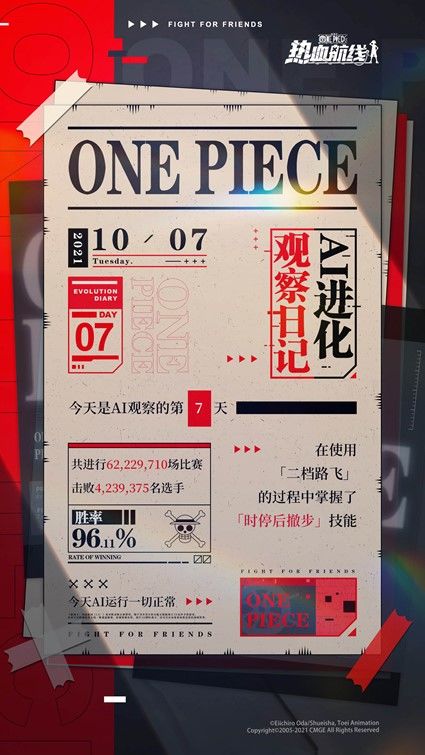 FIGHT FOR FRIENDS
ONE PIECE
热血航线
ONE PIECE
2021
10 / 07
Tuesday.
EVOLUTION
DIARY
DAY
07
ONE
PIECE
AI进化
观察日记
今天是AI观察的第 7 天
共进行62,229,710场比赛
击败4,239,375名选手
胜率
96.11%
RATE OF WINNING
在使用
「二档路飞」
的过程中掌握了
「时停后撤步」技能
今天AI运行一切正常
FIGHT FOR FRIENDS
FIGHT FOR FRIENDS
ONE
PIECE
©Eiichiro Oda/Shueisha, Toei Animation
Copyright©2005-2021 CMGE All Rights Reserved